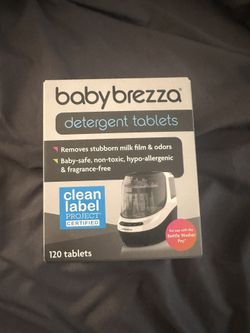 babybrezza®
detergent tablets
Removes stubborn milk film & odors
Baby-safe, non-toxic, hypo-allergenic
& fragrance-free
clean
label
PROJECT
CERTIFIED
For use with the
Bottle Washer
Pro®
120 tablets